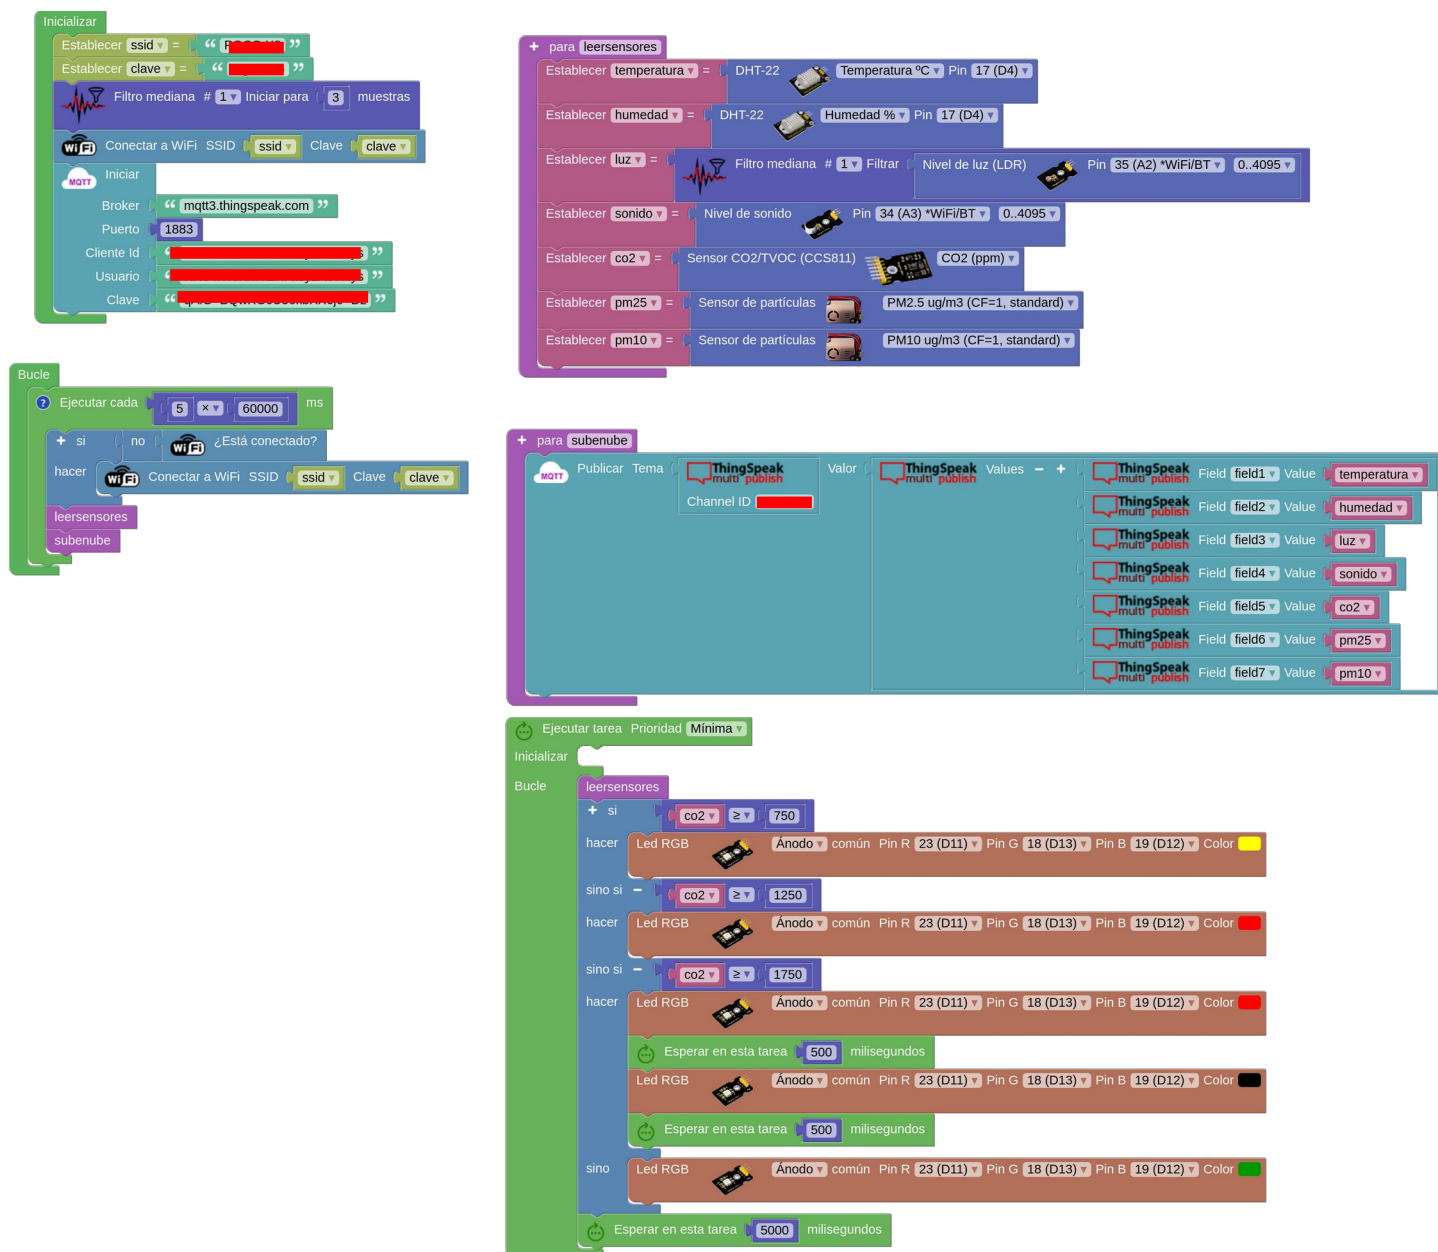 Inicializar
Establecer ssid = “ ”
Establecer clave = “ ”
Filtro mediana # 1 Iniciar para 3 muestras
WiFi Conectar a WiFi SSID ssid Clave clave
MQTT Iniciar
Broker “ mqtt3.thingspeak.com ”
Puerto 1883
Cliente Id “ ”
Usuario “ ”
Clave “ ”
Bucle
? Ejecutar cada 5 × 60000 ms
+ si no WiFi ¿Está conectado?
hacer WiFi Conectar a WiFi SSID ssid Clave clave
leersensores
subenube
+ para leersensores
Establecer temperatura = DHT-22 Temperatura ºC Pin 17 (D4)
Establecer humedad = DHT-22 Humedad % Pin 17 (D4)
Establecer luz = Filtro mediana # 1 Filtrar Nivel de luz (LDR) Pin 35 (A2) *WiFi/BT 0..4095
Establecer sonido = Nivel de sonido Pin 34 (A3) *WiFi/BT 0..4095
Establecer co2 = Sensor CO2/TVOC (CCS811) CO2 (ppm)
Establecer pm25 = Sensor de partículas PM2.5 ug/m3 (CF=1, standard)
Establecer pm10 = Sensor de partículas PM10 ug/m3 (CF=1, standard)
+ para subenube
MQTT Publicar Tema ThingSpeak multi publish Valor ThingSpeak multi publish Values − + ThingSpeak multi publish Field field1 Value temperatura
Channel ID
ThingSpeak multi publish Field field2 Value humedad
ThingSpeak multi publish Field field3 Value luz
ThingSpeak multi publish Field field4 Value sonido
ThingSpeak multi publish Field field5 Value co2
ThingSpeak multi publish Field field6 Value pm25
ThingSpeak multi publish Field field7 Value pm10
Ejecutar tarea Prioridad Mínima
Inicializar
Bucle leersensores
+ si co2 ≥ 750
hacer Led RGB Ánodo común Pin R 23 (D11) Pin G 18 (D13) Pin B 19 (D12) Color
sino si − co2 ≥ 1250
hacer Led RGB Ánodo común Pin R 23 (D11) Pin G 18 (D13) Pin B 19 (D12) Color
sino si − co2 ≥ 1750
hacer Led RGB Ánodo común Pin R 23 (D11) Pin G 18 (D13) Pin B 19 (D12) Color
Esperar en esta tarea 500 milisegundos
Led RGB Ánodo común Pin R 23 (D11) Pin G 18 (D13) Pin B 19 (D12) Color
Esperar en esta tarea 500 milisegundos
sino Led RGB Ánodo común Pin R 23 (D11) Pin G 18 (D13) Pin B 19 (D12) Color
Esperar en esta tarea 5000 milisegundos